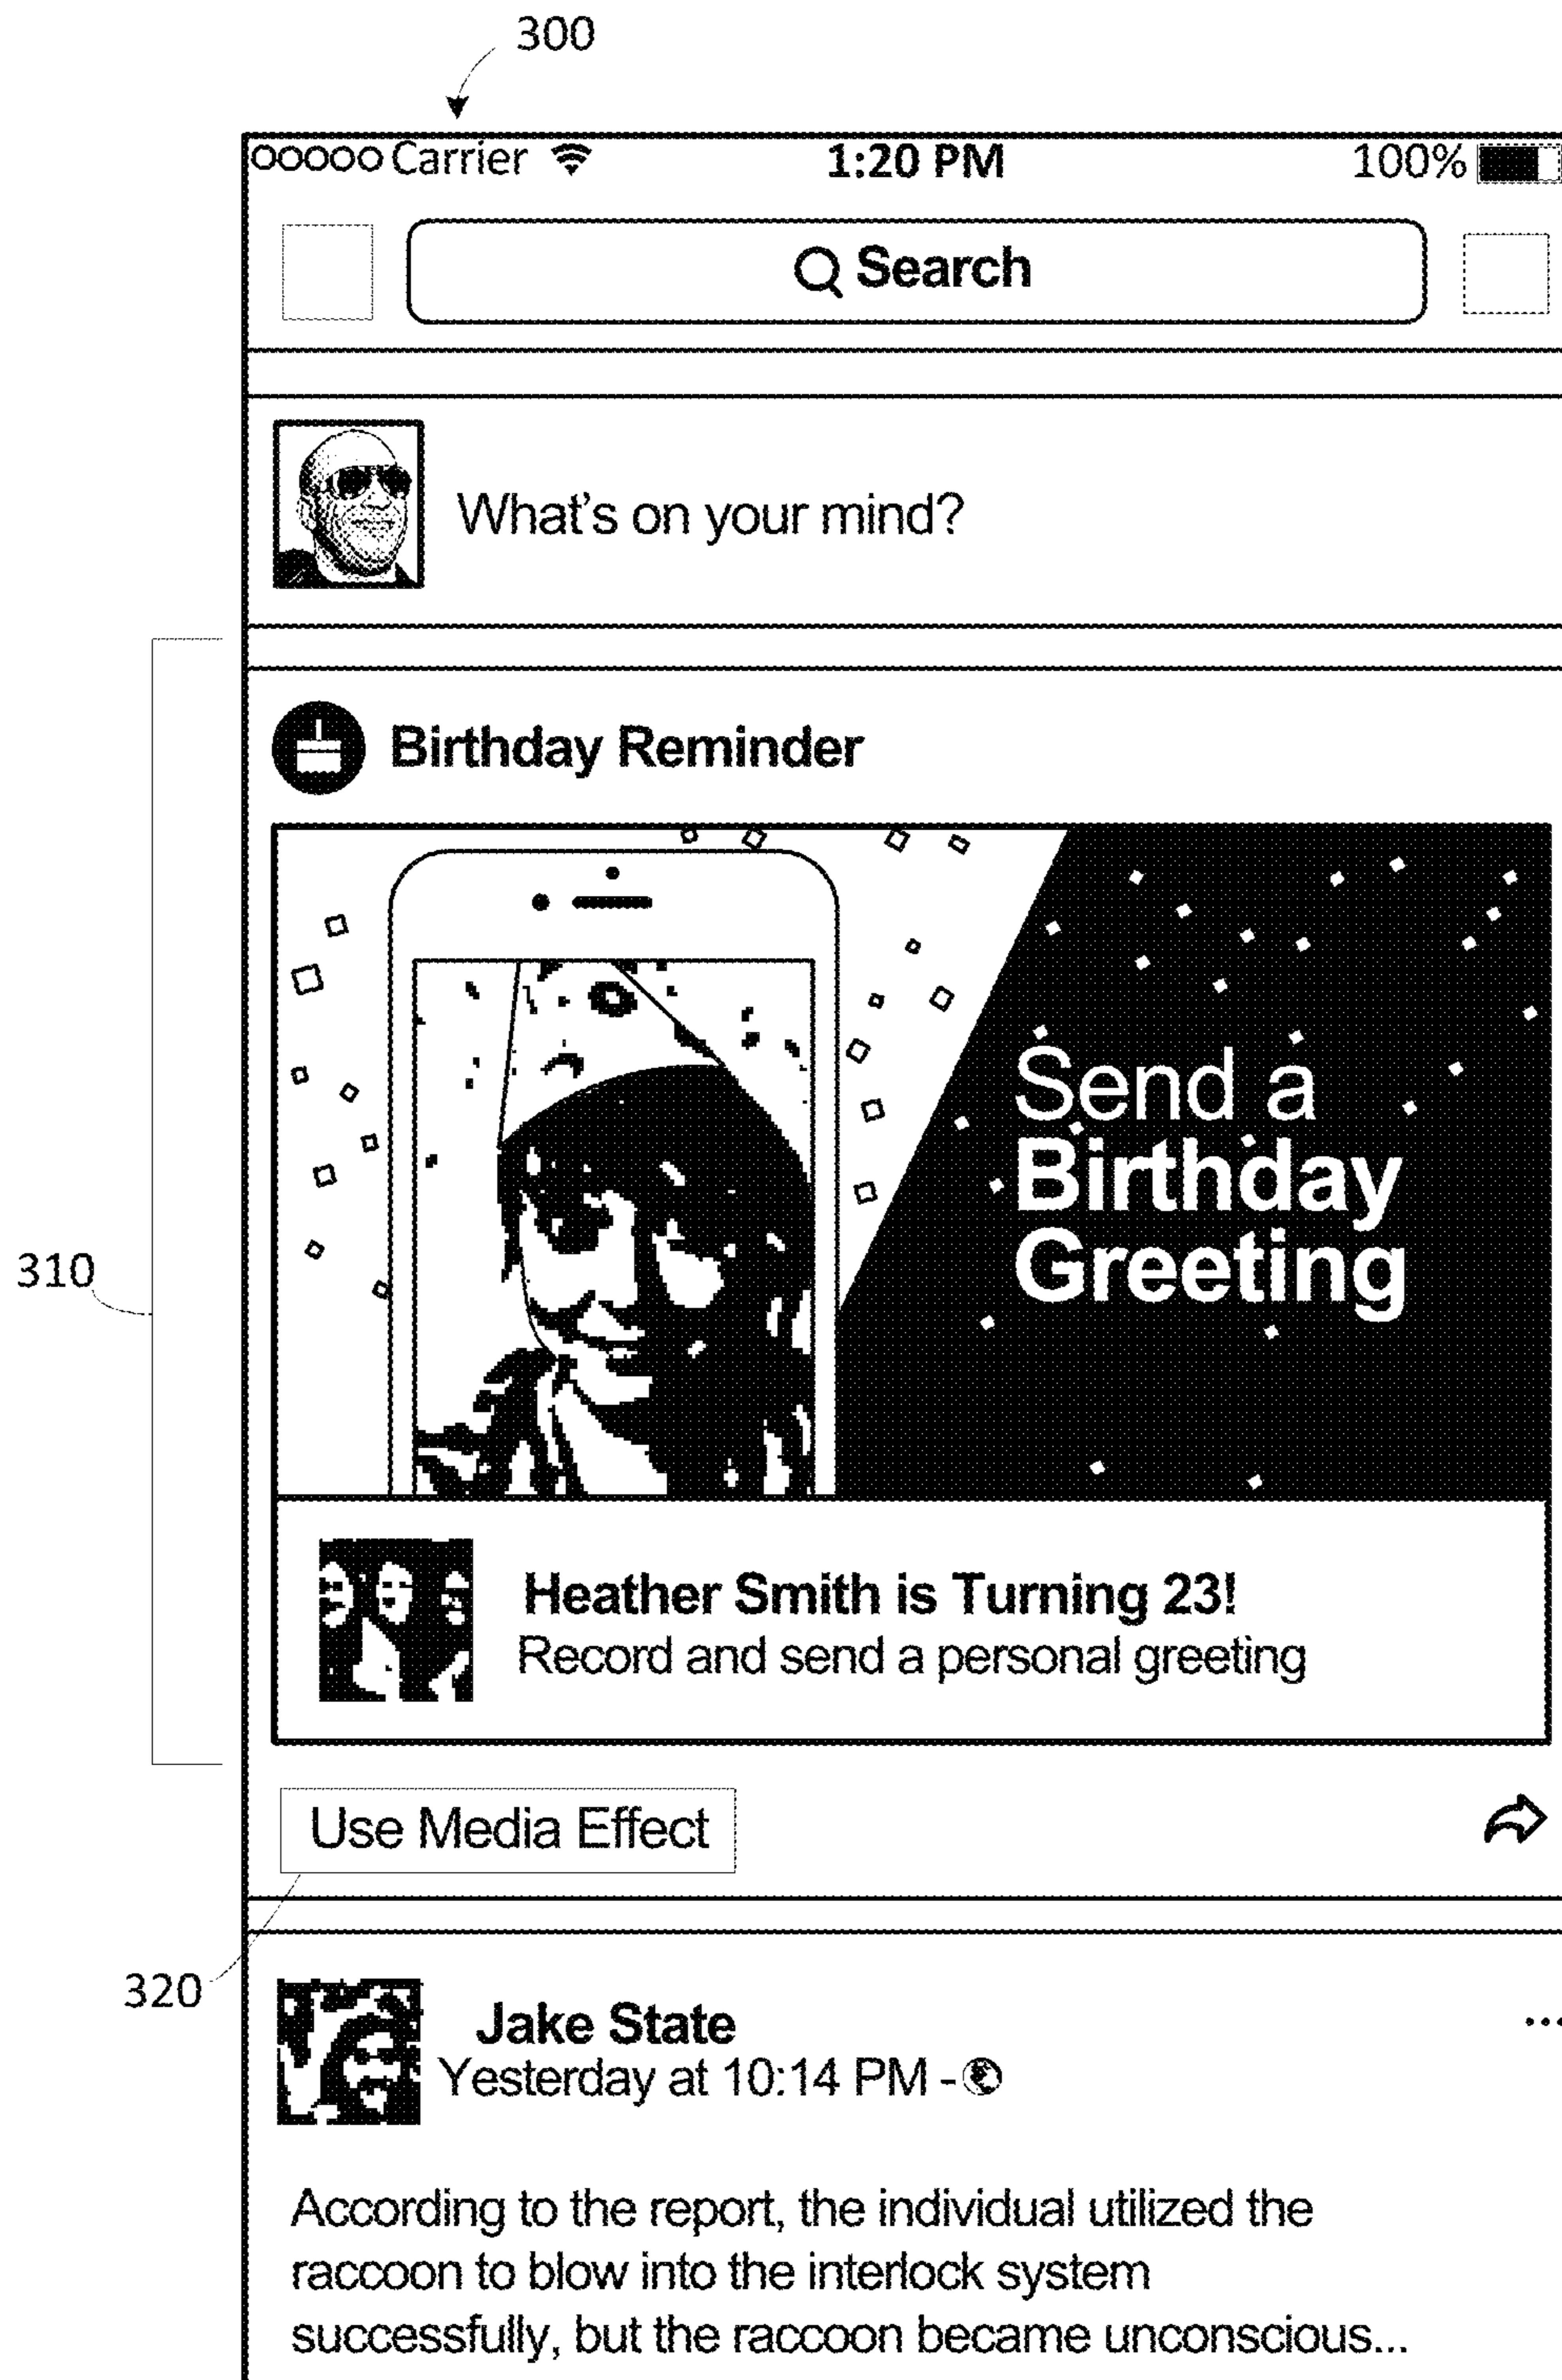 300
ooooo Carrier 1:20 PM 100%
Search
What's on your mind?
Birthday Reminder
Send a
Birthday
Greeting
310
Heather Smith is Turning 23!
Record and send a personal greeting
Use Media Effect
320
Jake State
...
Yesterday at 10:14 PM -
According to the report, the individual utilized the
raccoon to blow into the interlock system
successfully, but the raccoon became unconscious...